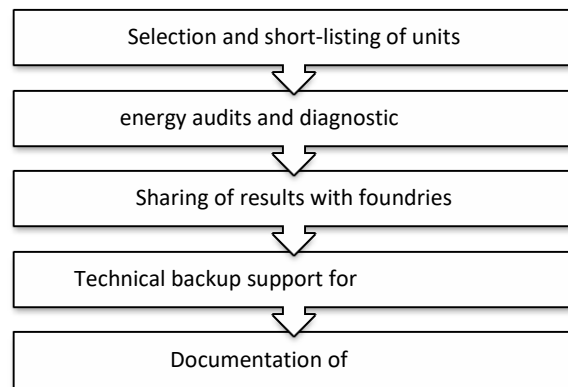 Selection and short-listing of units
energy audits and diagnostic
Sharing of results with foundries
Technical backup support for
Documentation of